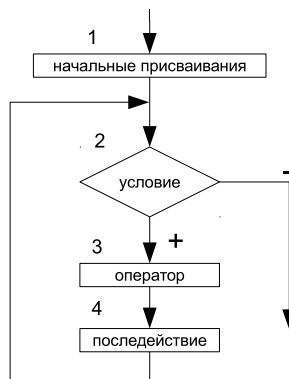 1
начальные присваивания
2
условие
-
+
3
оператор
4
последействие